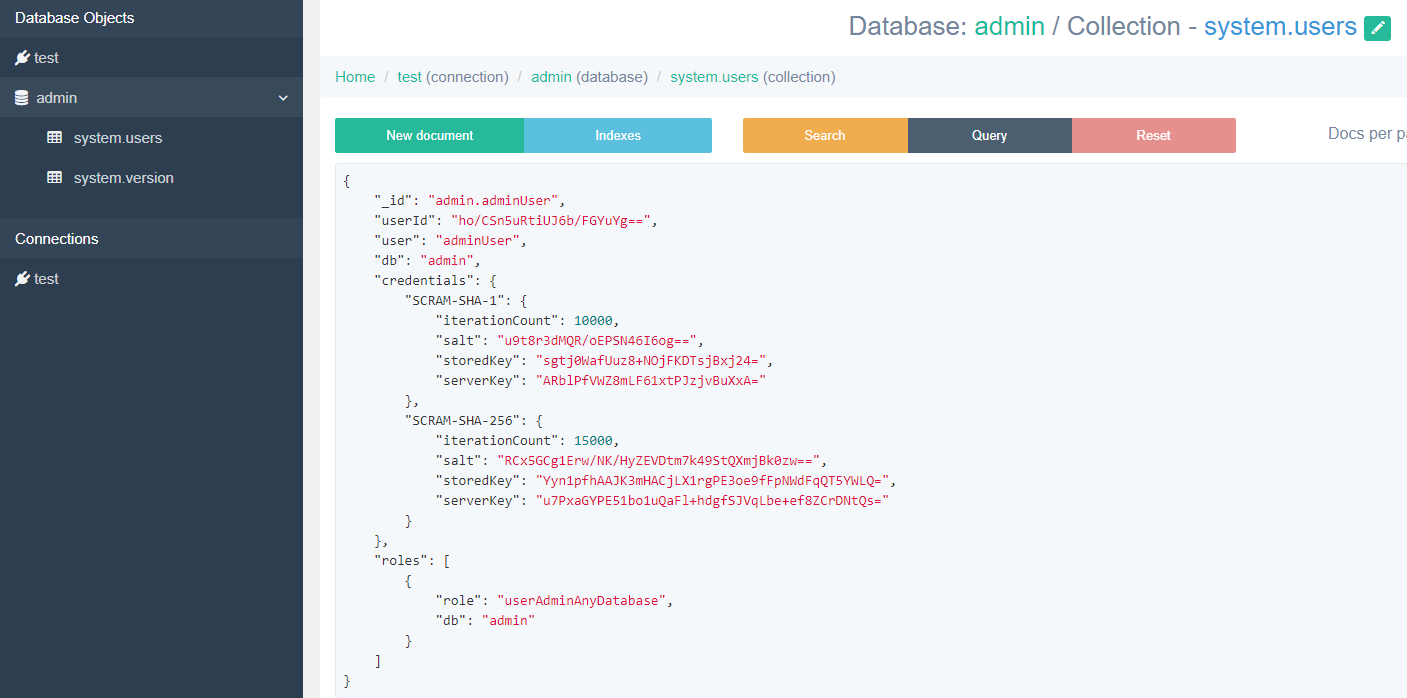 Database Objects
test
admin
system.users
system.version
Connections
test
Database: admin / Collection - system.users
Home / test (connection) / admin (database) / system.users (collection)
New document
Indexes
Search
Query
Reset
Docs per pa
{
"_id": "admin.adminUser",
"userId": "ho/CSn5uRtiUJ6b/FGYuYg==",
"user": "adminUser",
"db": "admin",
"credentials": {
"SCRAM-SHA-1": {
"iterationCount": 10000,
"salt": "u9t8r3dMQR/oEPSN46I6og==",
"storedKey": "sgtj0WafUuz8+NOjFKDTsjBxj24=",
"serverKey": "ARblPfVWZ8mLF61xtPJzjvBuXxA="
},
"SCRAM-SHA-256": {
"iterationCount": 15000,
"salt": "RCx5GCg1Erw/NK/HyZEVDtm7k49StQXmjBk0zw==",
"storedKey": "Yyn1pfhAAJK3mHACjLX1rgPE3oe9fFpNWdFqQT5YWLQ=",
"serverKey": "u7PxaGYPE51bo1uQaFl+hdgfSJVqLbe+ef8ZCrDNtQs="
}
},
"roles": [
{
"role": "userAdminAnyDatabase",
"db": "admin"
}
]
}